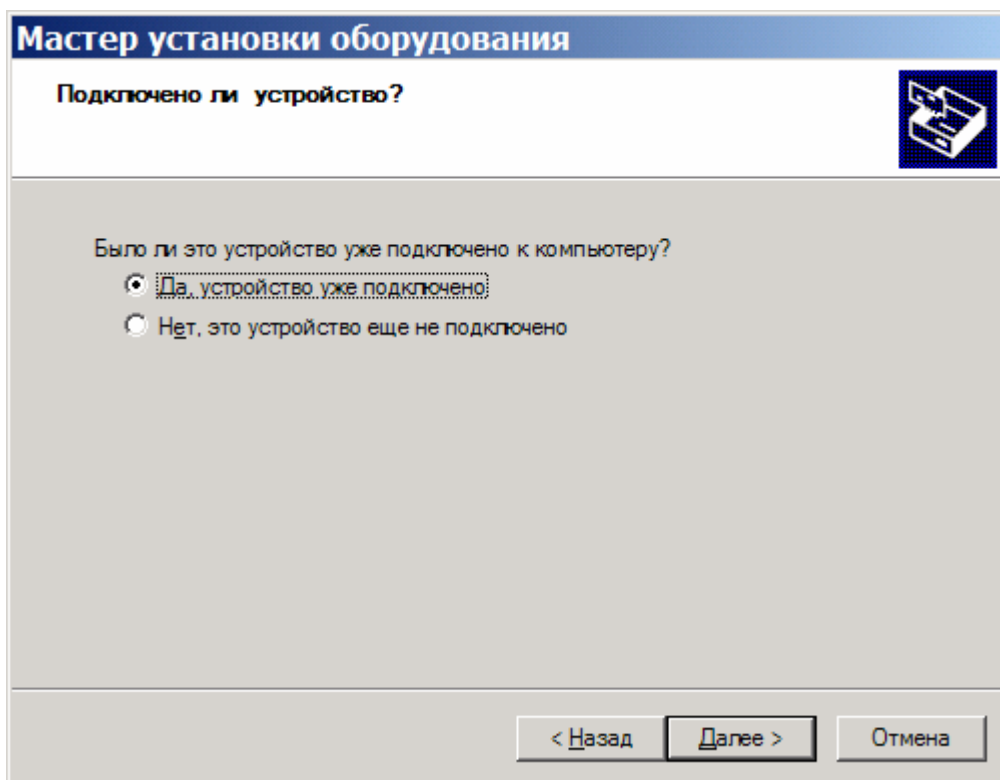 Мастер установки оборудования
Подключено ли устройство?
Было ли это устройство уже подключено к компьютеру?
Да, устройство уже подключено
Нет, это устройство еще не подключено
< Назад
Далее >
Отмена